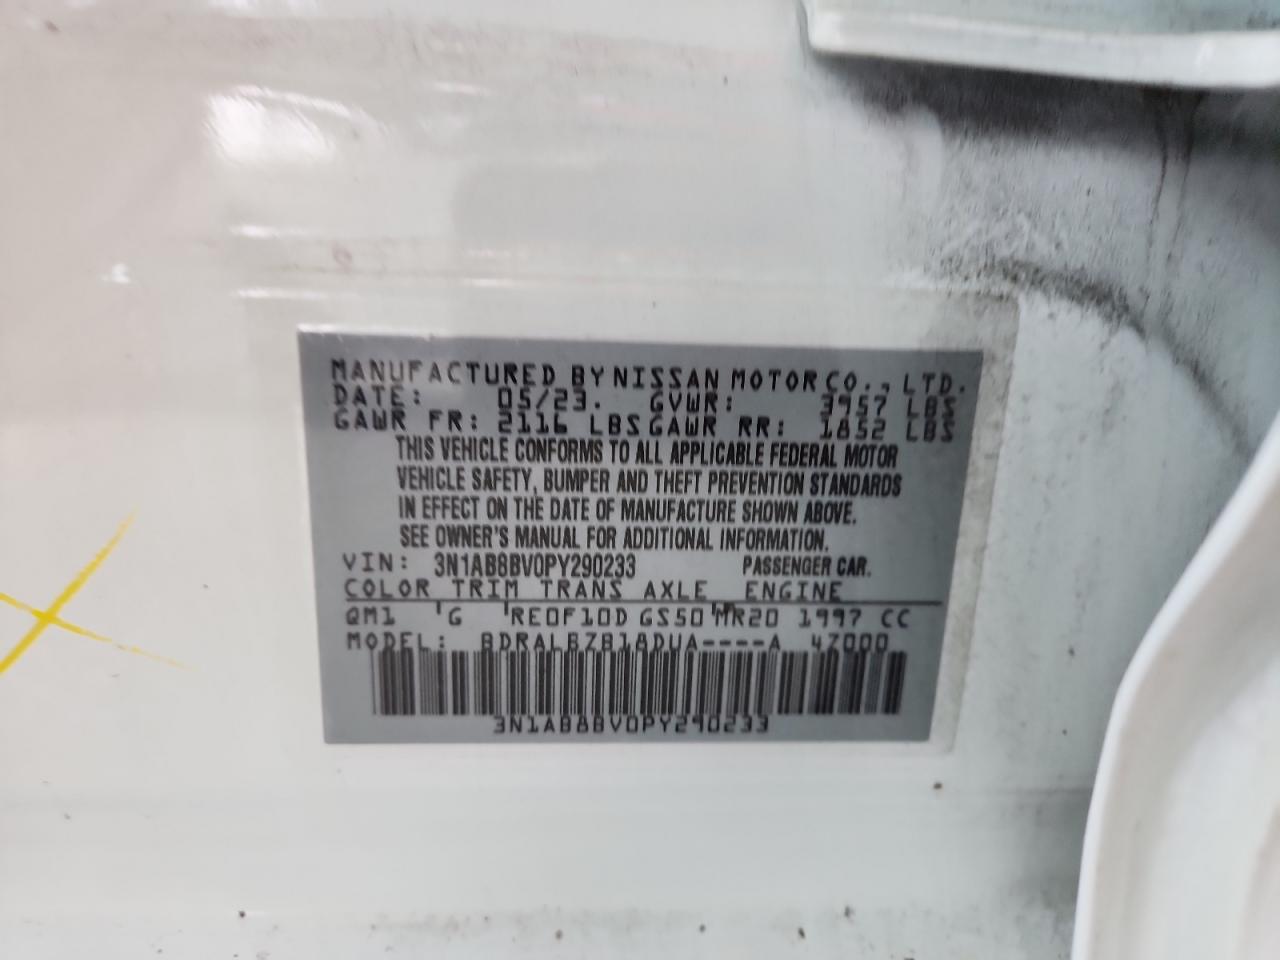 MANUFACTURED BY NISSAN MOTOR CO., LTD.
DATE: 05/23. GVWR: 3957 LBS
GAWR FR: 2116 LBS GAWR RR: 1852 LBS
THIS VEHICLE CONFORMS TO ALL APPLICABLE FEDERAL MOTOR
VEHICLE SAFETY, BUMPER AND THEFT PREVENTION STANDARDS
IN EFFECT ON THE DATE OF MANUFACTURE SHOWN ABOVE.
SEE OWNER'S MANUAL FOR ADDITIONAL INFORMATION.
VIN: 3N1AB8BV0PY290233 PASSENGER CAR.
COLOR TRIM TRANS AXLE ENGINE
QM1 G RE0F10D GS50 MR20 1997 CC
MODEL: BDRALBZB18DUA----A 4Z000
3N1AB8BV0PY290233